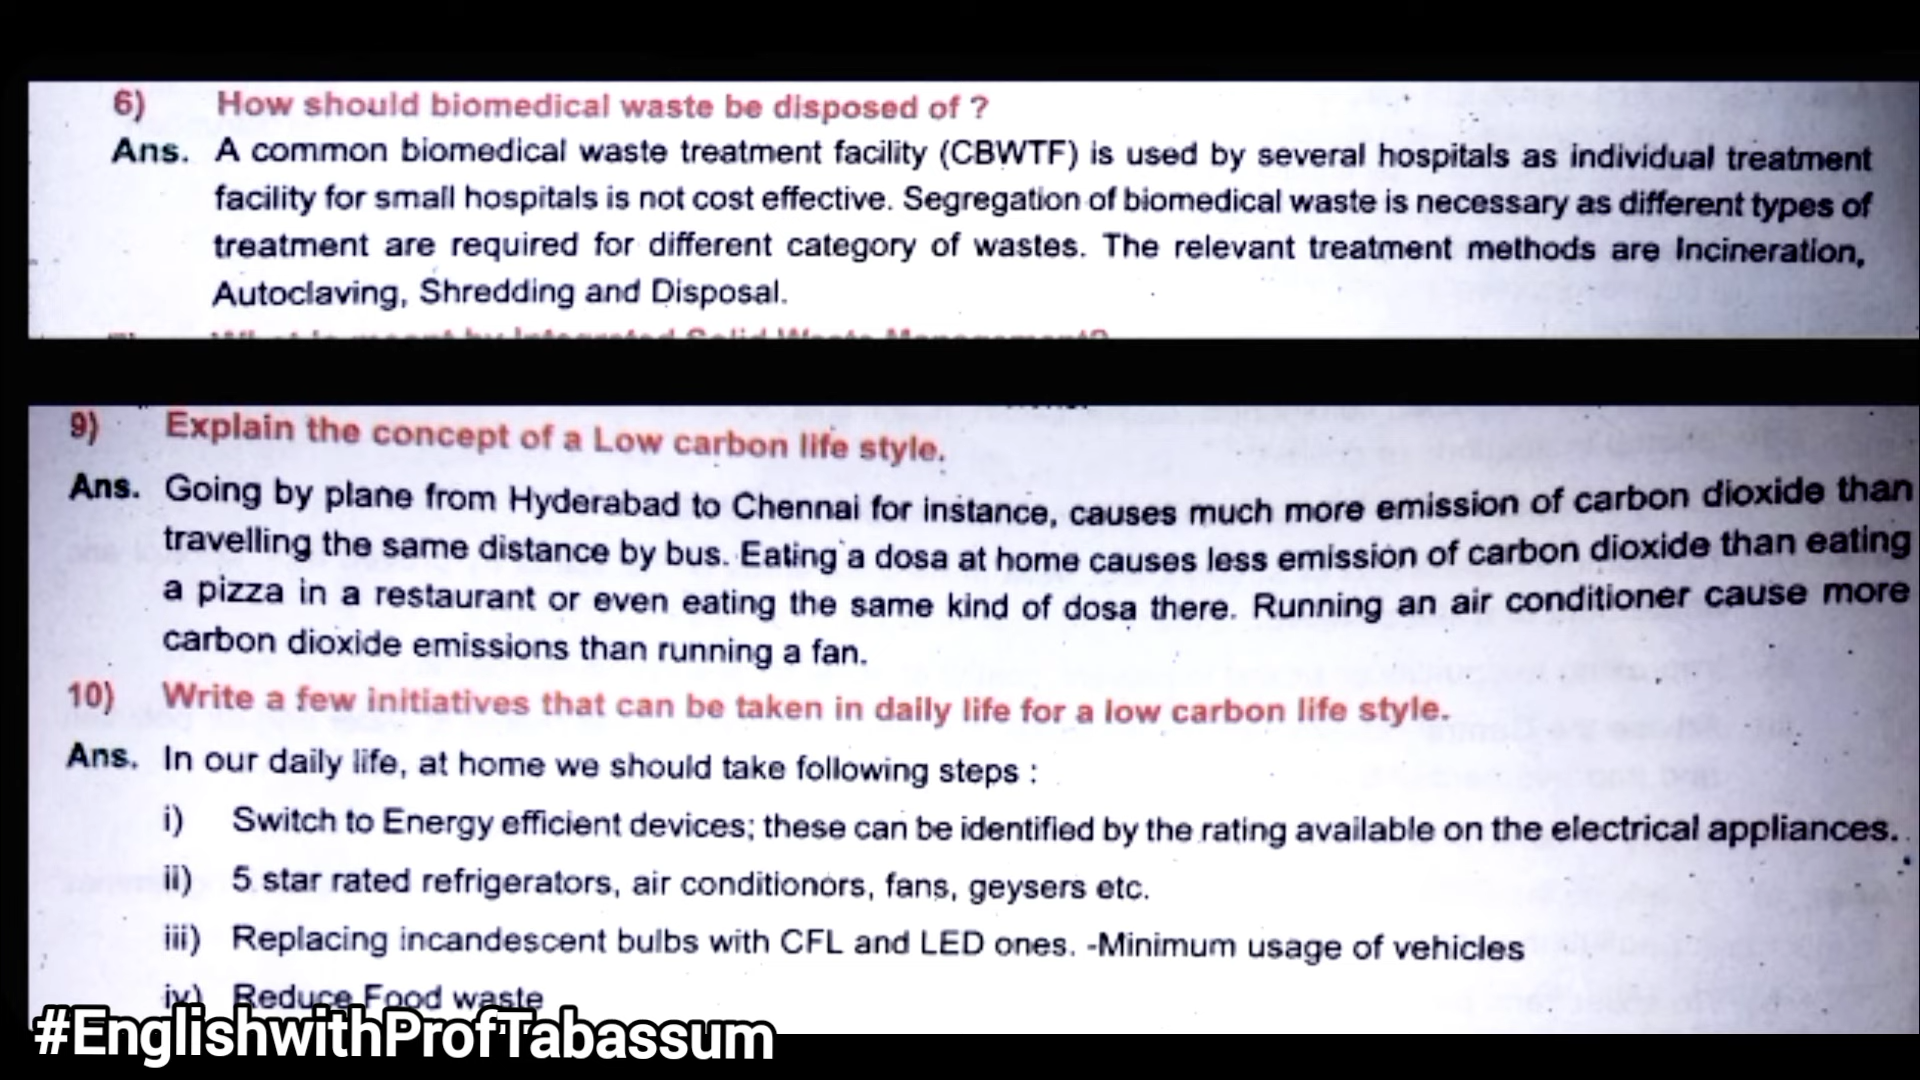 6) How should biomedical waste be disposed of ?
Ans. A common biomedical waste treatment facility (CBWTF) is used by several hospitals as individual treatment
facility for small hospitals is not cost effective. Segregation of biomedical waste is necessary as different types of
treatment are required for different category of wastes. The relevant treatment methods are Incineration,
Autoclaving, Shredding and Disposal.
What is meant by Integrated Solid Waste Management?
9) Explain the concept of a Low carbon life style.
Ans. Going by plane from Hyderabad to Chennai for instance, causes much more emission of carbon dioxide than
travelling the same distance by bus. Eating a dosa at home causes less emission of carbon dioxide than eating
a pizza in a restaurant or even eating the same kind of dosa there. Running an air conditioner cause more
carbon dioxide emissions than running a fan.
10) Write a few initiatives that can be taken in daily life for a low carbon life style.
Ans. In our daily life, at home we should take following steps :
i) Switch to Energy efficient devices; these can be identified by the rating available on the electrical appliances.
ii) 5 star rated refrigerators, air conditionors, fans, geysers etc.
iii) Replacing incandescent bulbs with CFL and LED ones. -Minimum usage of vehicles
iv) Reduce Food waste
#EnglishwithProfTabassum